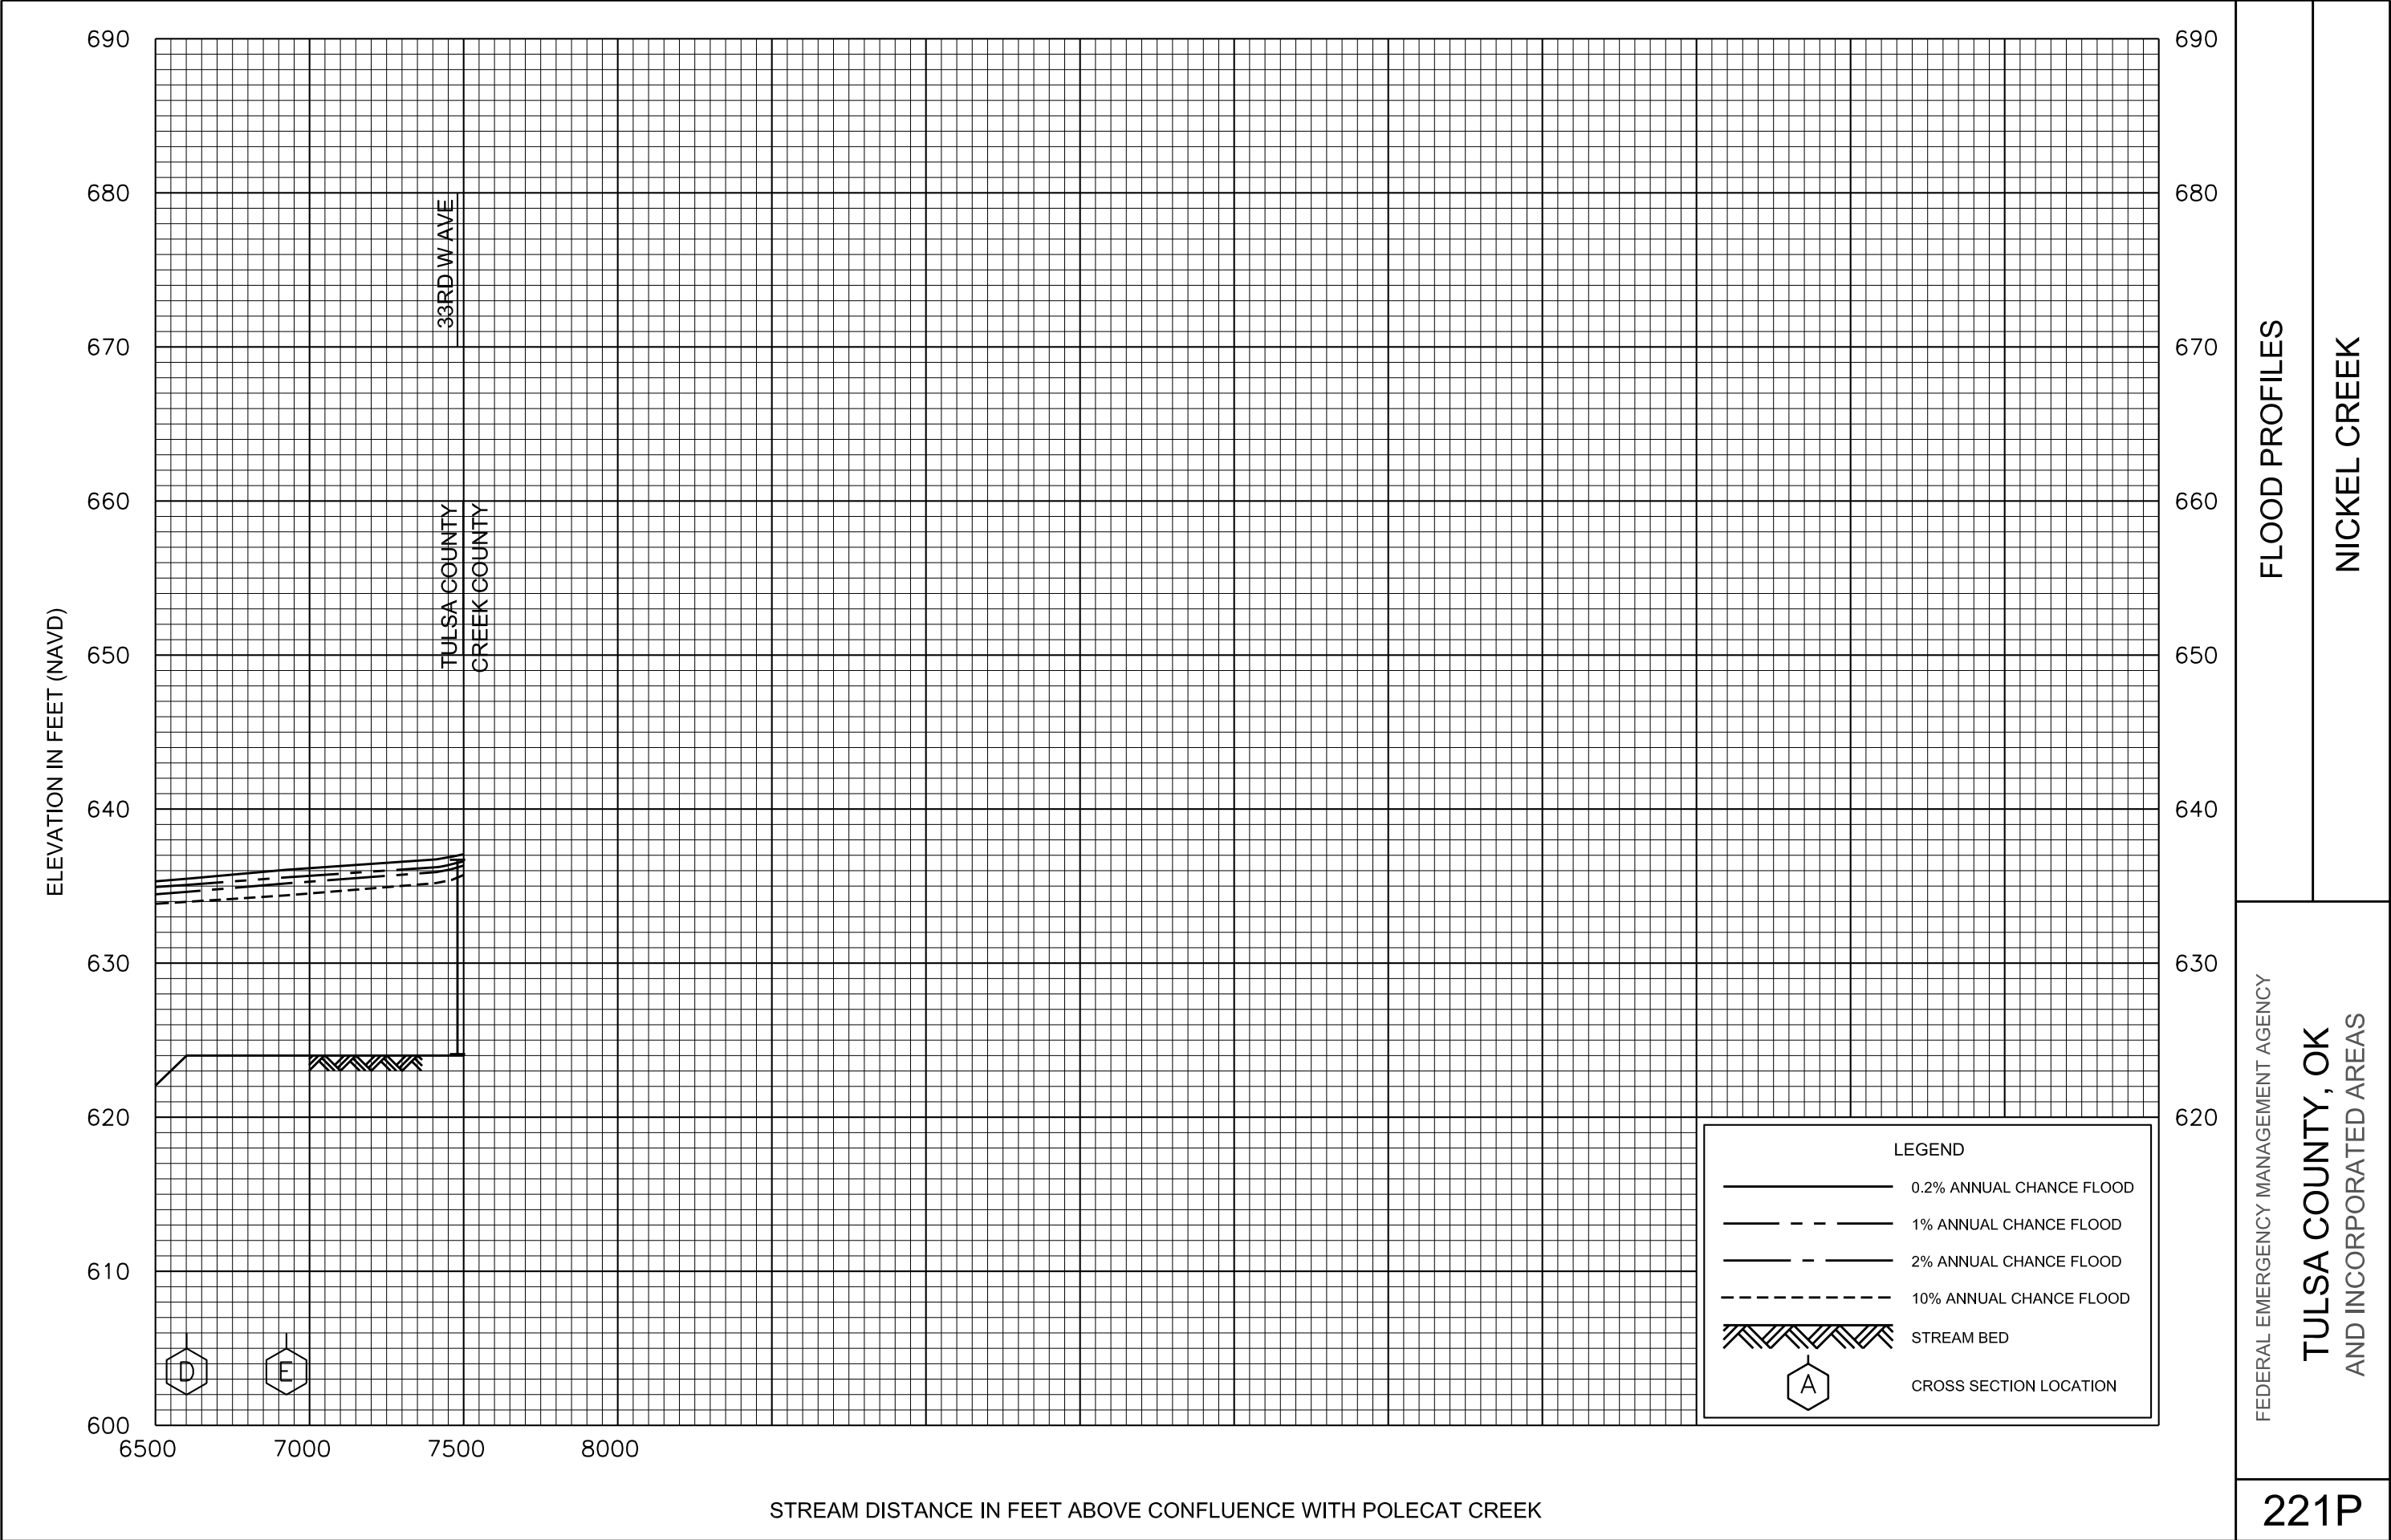 690
680
670
660
650
640
630
620
610
600
ELEVATION IN FEET (NAVD)
33RD W AVE
TULSA COUNTY
CREEK COUNTY
D
E
6500 7000 7500 8000
STREAM DISTANCE IN FEET ABOVE CONFLUENCE WITH POLECAT CREEK
690
680
670
660
650
640
630
620
LEGEND
0.2% ANNUAL CHANCE FLOOD
1% ANNUAL CHANCE FLOOD
2% ANNUAL CHANCE FLOOD
10% ANNUAL CHANCE FLOOD
STREAM BED
A CROSS SECTION LOCATION
FLOOD PROFILES
NICKEL CREEK
FEDERAL EMERGENCY MANAGEMENT AGENCY
TULSA COUNTY, OK
AND INCORPORATED AREAS
221P